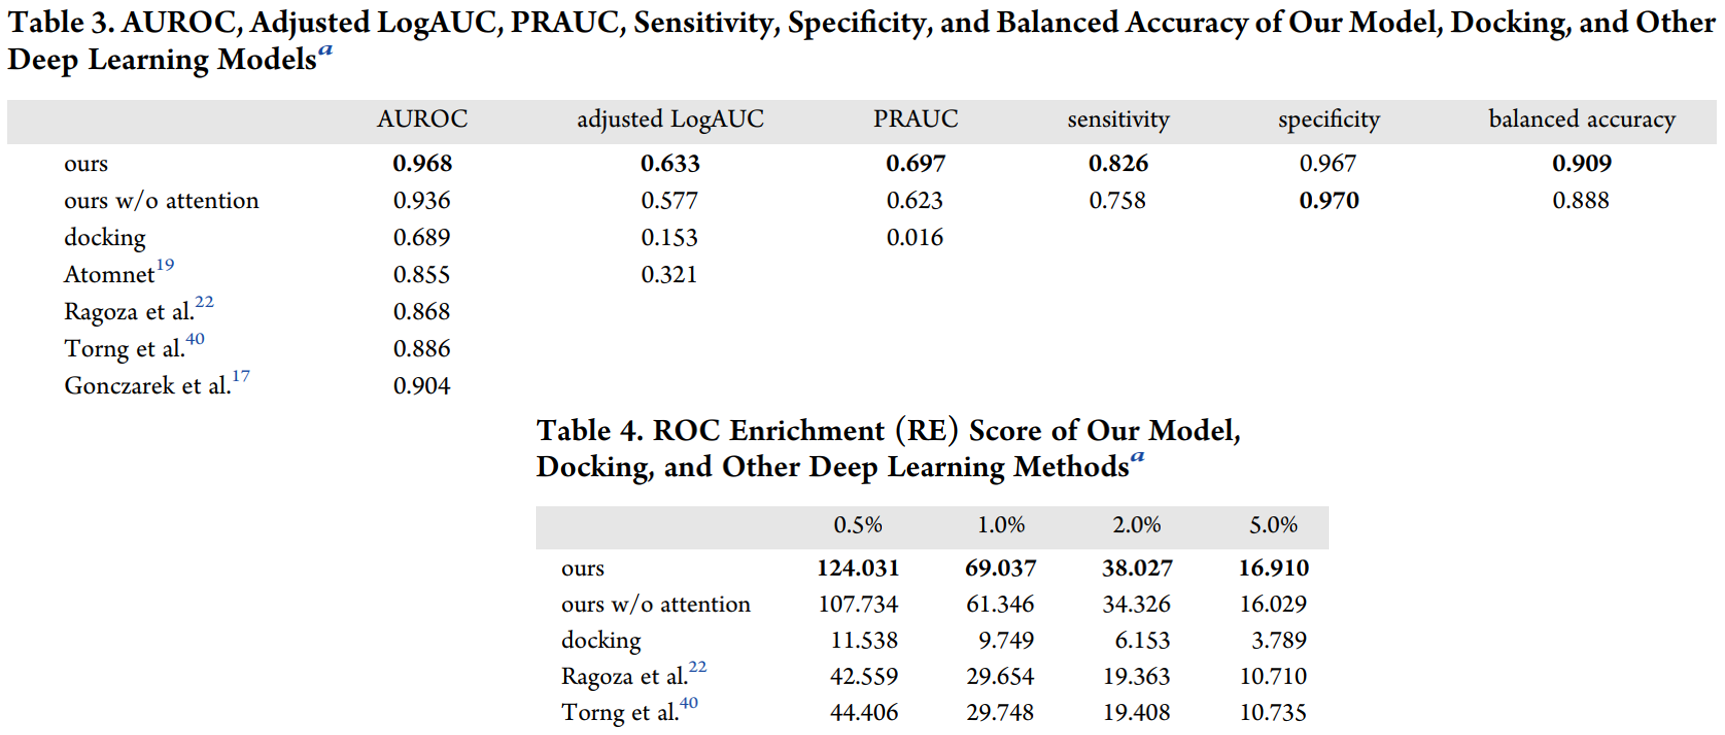 Table 3. AUROC, Adjusted LogAUC, PRAUC, Sensitivity, Specificity, and Balanced Accuracy of Our Model, Docking, and Other
Deep Learning Models^a
AUROC adjusted LogAUC PRAUC sensitivity specificity balanced accuracy
ours 0.968 0.633 0.697 0.826 0.967 0.909
ours w/o attention 0.936 0.577 0.623 0.758 0.970 0.888
docking 0.689 0.153 0.016
Atomnet^19 0.855 0.321
Ragoza et al.^22 0.868
Torng et al.^40 0.886
Gonczarek et al.^17 0.904
Table 4. ROC Enrichment (RE) Score of Our Model,
Docking, and Other Deep Learning Methods^a
0.5% 1.0% 2.0% 5.0%
ours 124.031 69.037 38.027 16.910
ours w/o attention 107.734 61.346 34.326 16.029
docking 11.538 9.749 6.153 3.789
Ragoza et al.^22 42.559 29.654 19.363 10.710
Torng et al.^40 44.406 29.748 19.408 10.735